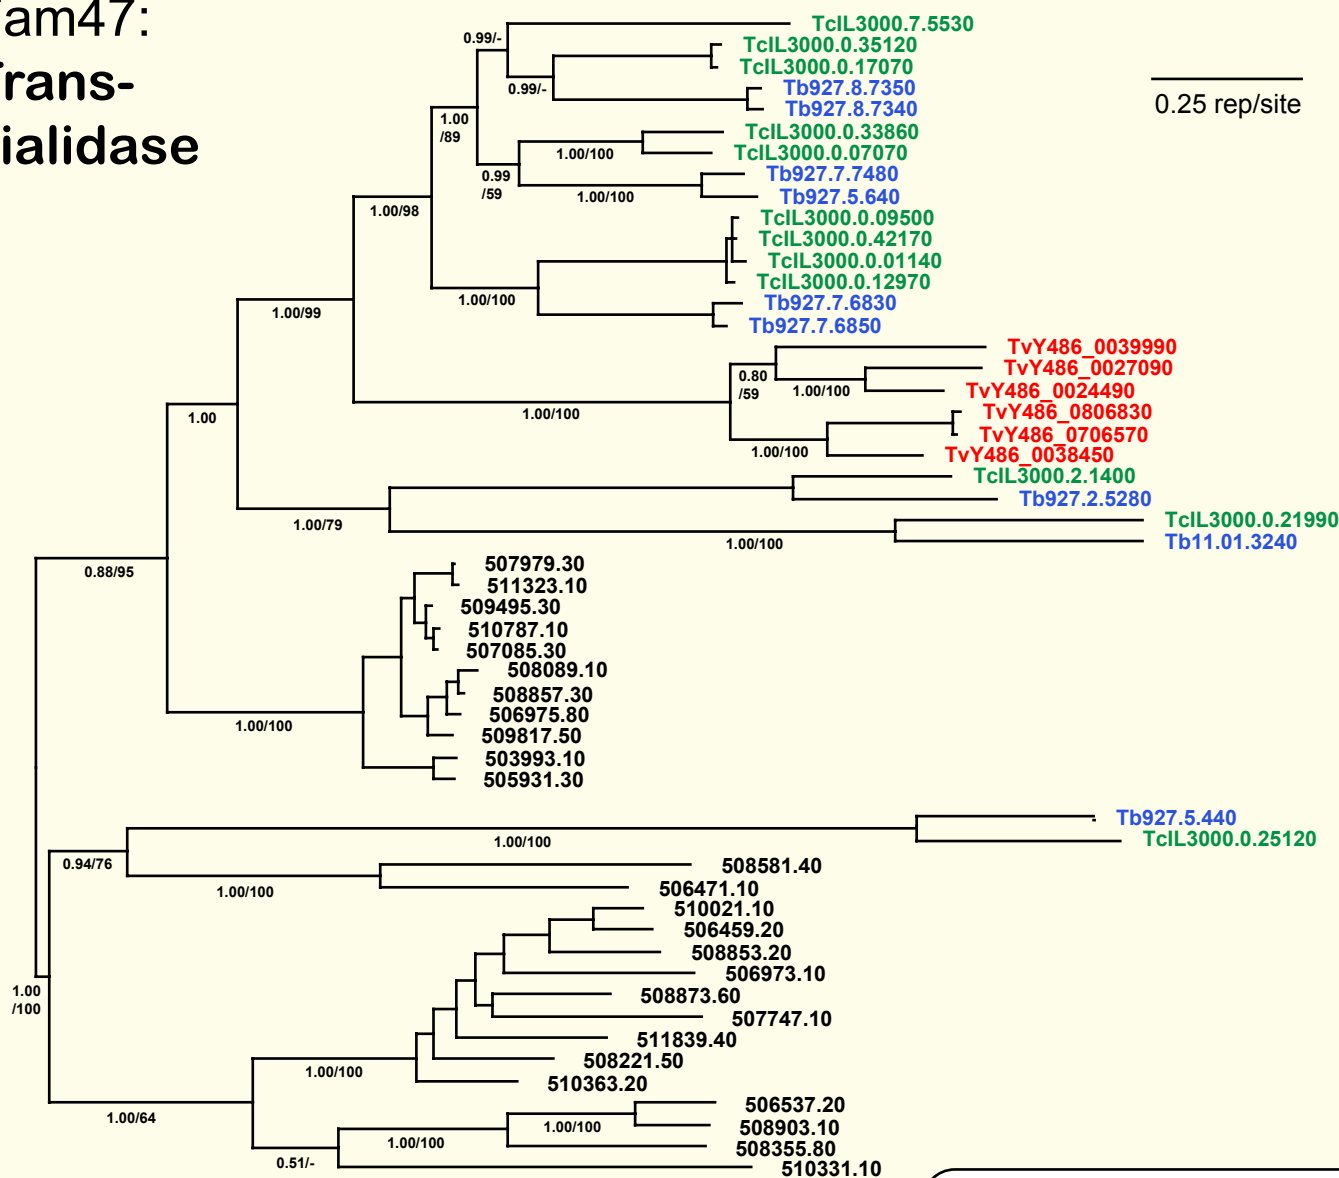 am47:
rans-
ialidase
0.25 rep/site
TcIL3000.7.5530
0.99/-
TcIL3000.0.35120
TcIL3000.0.17070
0.99/-
Tb927.8.7350
Tb927.8.7340
1.00
/89
TcIL3000.0.33860
1.00/100
TcIL3000.0.07070
0.99
/59
Tb927.7.7480
1.00/100
Tb927.5.640
1.00/98
TcIL3000.0.09500
TcIL3000.0.42170
TcIL3000.0.01140
TcIL3000.0.12970
1.00/100
Tb927.7.6830
Tb927.7.6850
1.00/99
TvY486_0039990
TvY486_0027090
0.80
/59
1.00/100
TvY486_0024490
1.00/100
TvY486_0806830
TvY486_0706570
1.00/100
TvY486_0038450
1.00
TcIL3000.2.1400
Tb927.2.5280
1.00/79
TcIL3000.0.21990
1.00/100
Tb11.01.3240
0.88/95
507979.30
511323.10
509495.30
510787.10
507085.30
508089.10
508857.30
506975.80
1.00/100
509817.50
503993.10
505931.30
Tb927.5.440
1.00/100
TcIL3000.0.25120
0.94/76
508581.40
1.00/100
506471.10
510021.10
506459.20
508853.20
506973.10
1.00
/100
508873.60
507747.10
511839.40
508221.50
1.00/100
510363.20
1.00/64
506537.20
1.00/100
508903.10
1.00/100
508355.80
0.51/-
510331.10